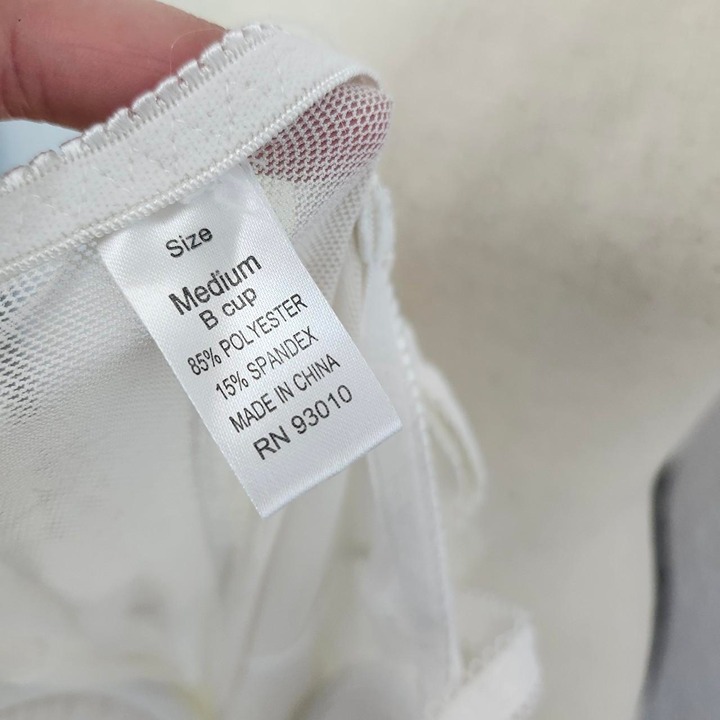 Size
Medium
B cup
85% POLYESTER
15% SPANDEX
MADE IN CHINA
RN 93010